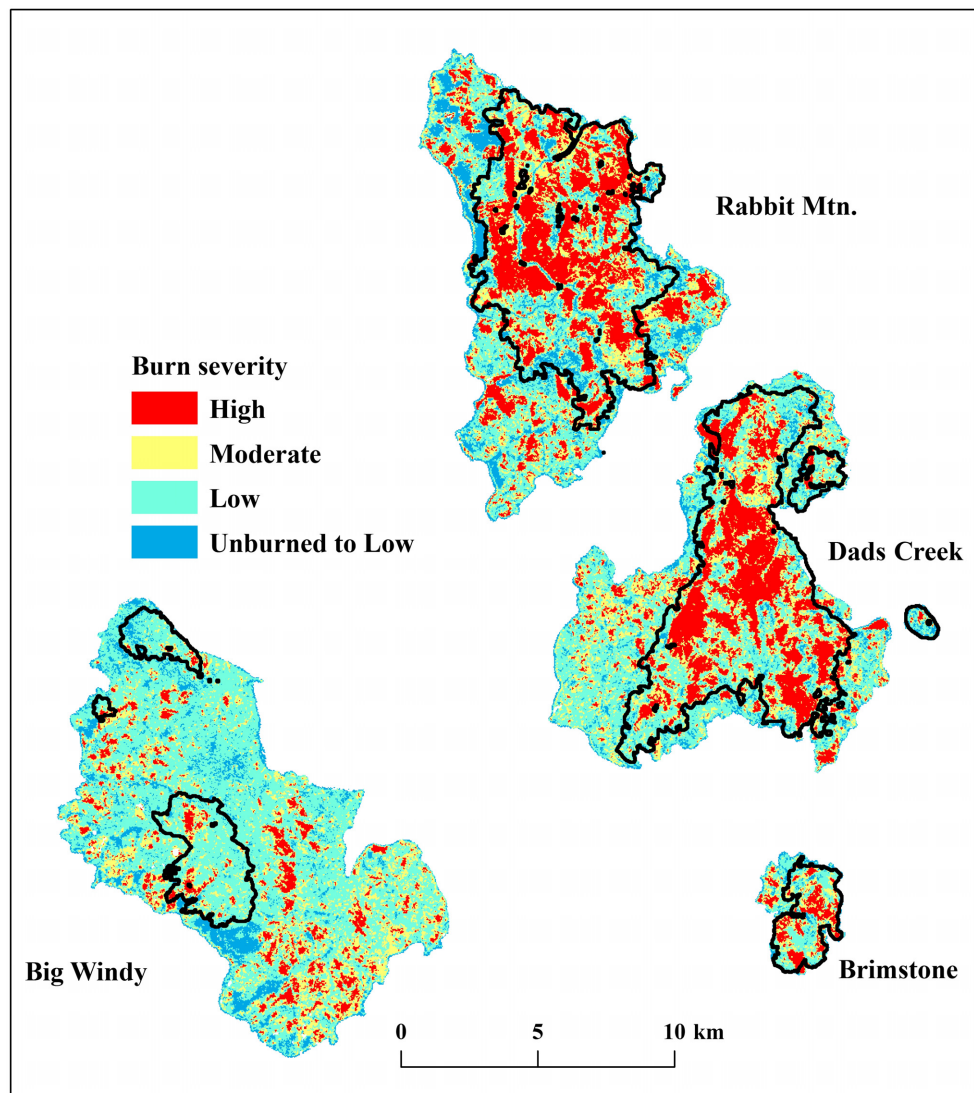 Rabbit Mtn.
Burn severity
High
Moderate
Low
Unburned to Low
Dads Creek
Big Windy
Brimstone
0 5 10 km